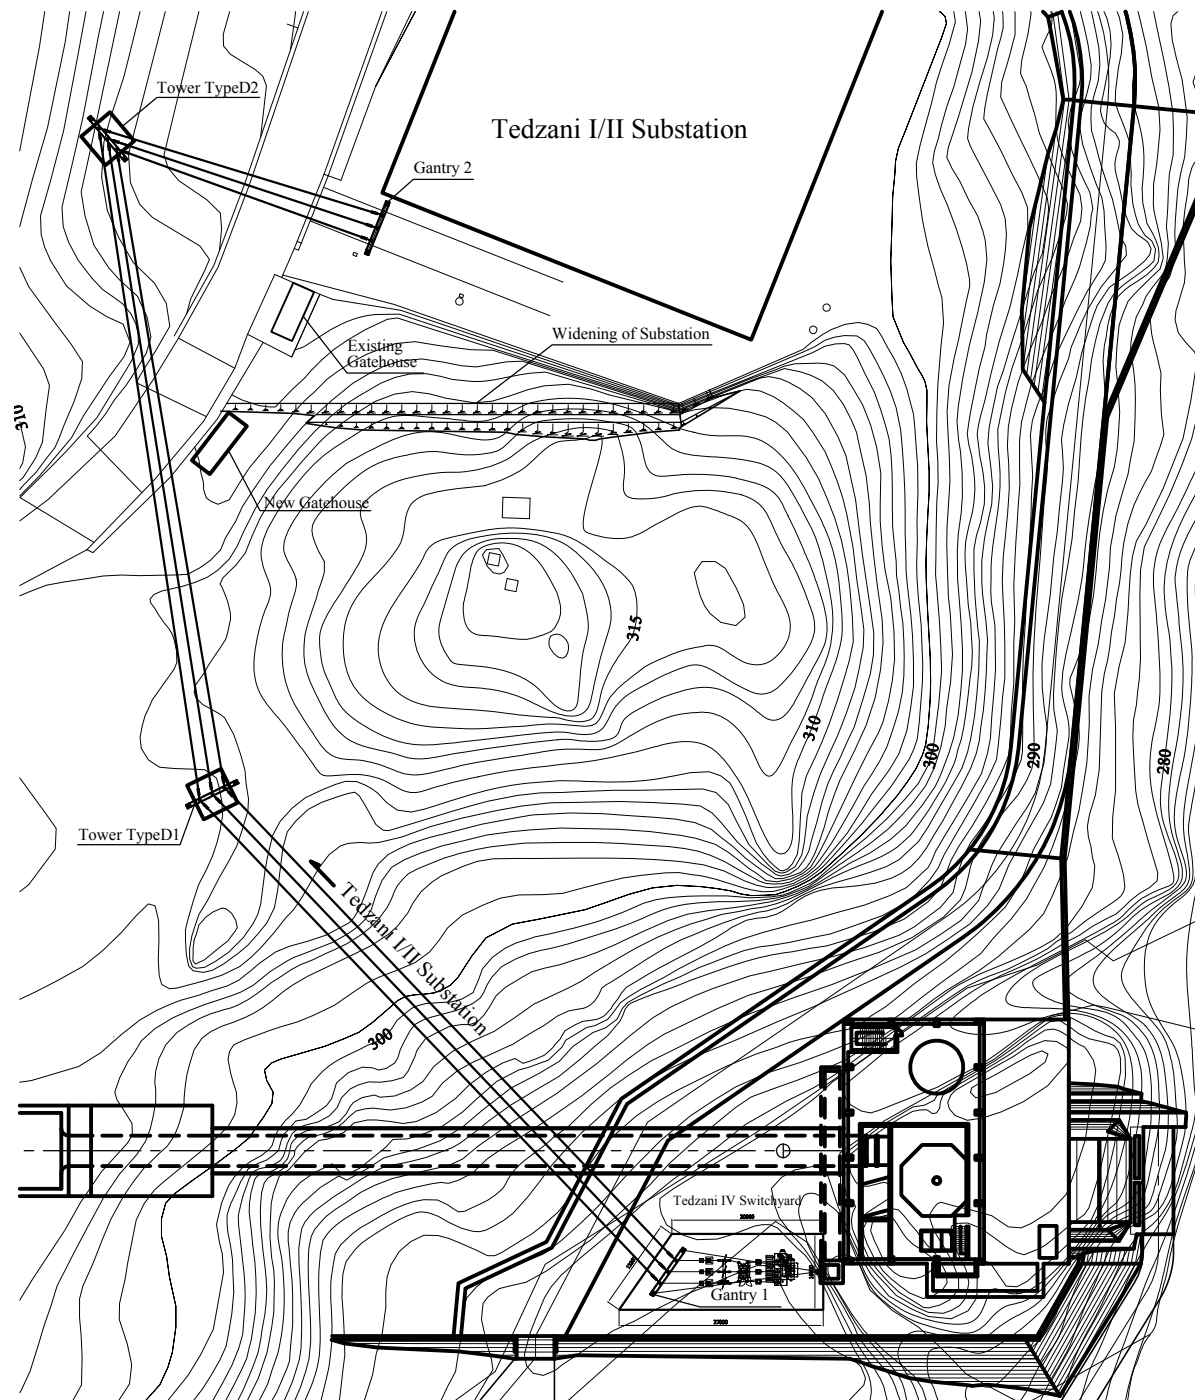 Tower TypeD2
Tedzani I/II Substation
Gantry 2
Widening of Substation
Existing
Gatehouse
310
New Gatehouse
315
310
300
290
280
Tower TypeD1
Tedzani I/II Substation
300
Tedzani IV Switchyard
Gantry 1
27000